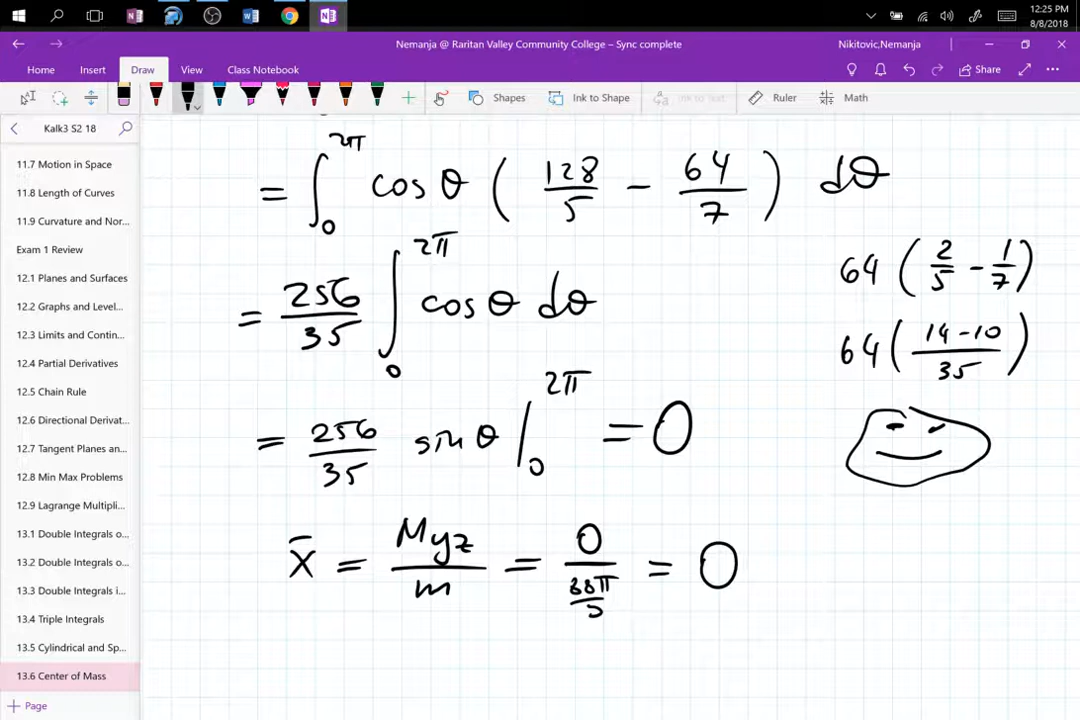 12:25 PM
8/8/2018
Nemanja @ Raritan Valley Community College – Sync complete
Nikitovic,Nemanja
Home Insert Draw View Class Notebook
Share
Shapes Ink to Shape Ink to Text Ruler Math
Kalk3 S2 18
11.7 Motion in Space
11.8 Length of Curves
11.9 Curvature and Nor...
Exam 1 Review
12.1 Planes and Surfaces
12.2 Graphs and Level...
12.3 Limits and Contin...
12.4 Partial Derivatives
12.5 Chain Rule
12.6 Directional Derivat...
12.7 Tangent Planes an...
12.8 Min Max Problems
12.9 Lagrange Multipli...
13.1 Double Integrals o...
13.2 Double Integrals o...
13.3 Double Integrals i...
13.4 Triple Integrals
13.5 Cylindrical and Sp...
13.6 Center of Mass
Page
= ∫₀^2π cos θ ( 128/5 − 64/7 ) dθ
64 ( 2/5 − 1/7 )
= 256/35 ∫₀^2π cos θ dθ
64 ( 14−10/35 )
= 256/35 sin θ |₀^2π = 0
x̄ = Myz/m = 0/ = 0